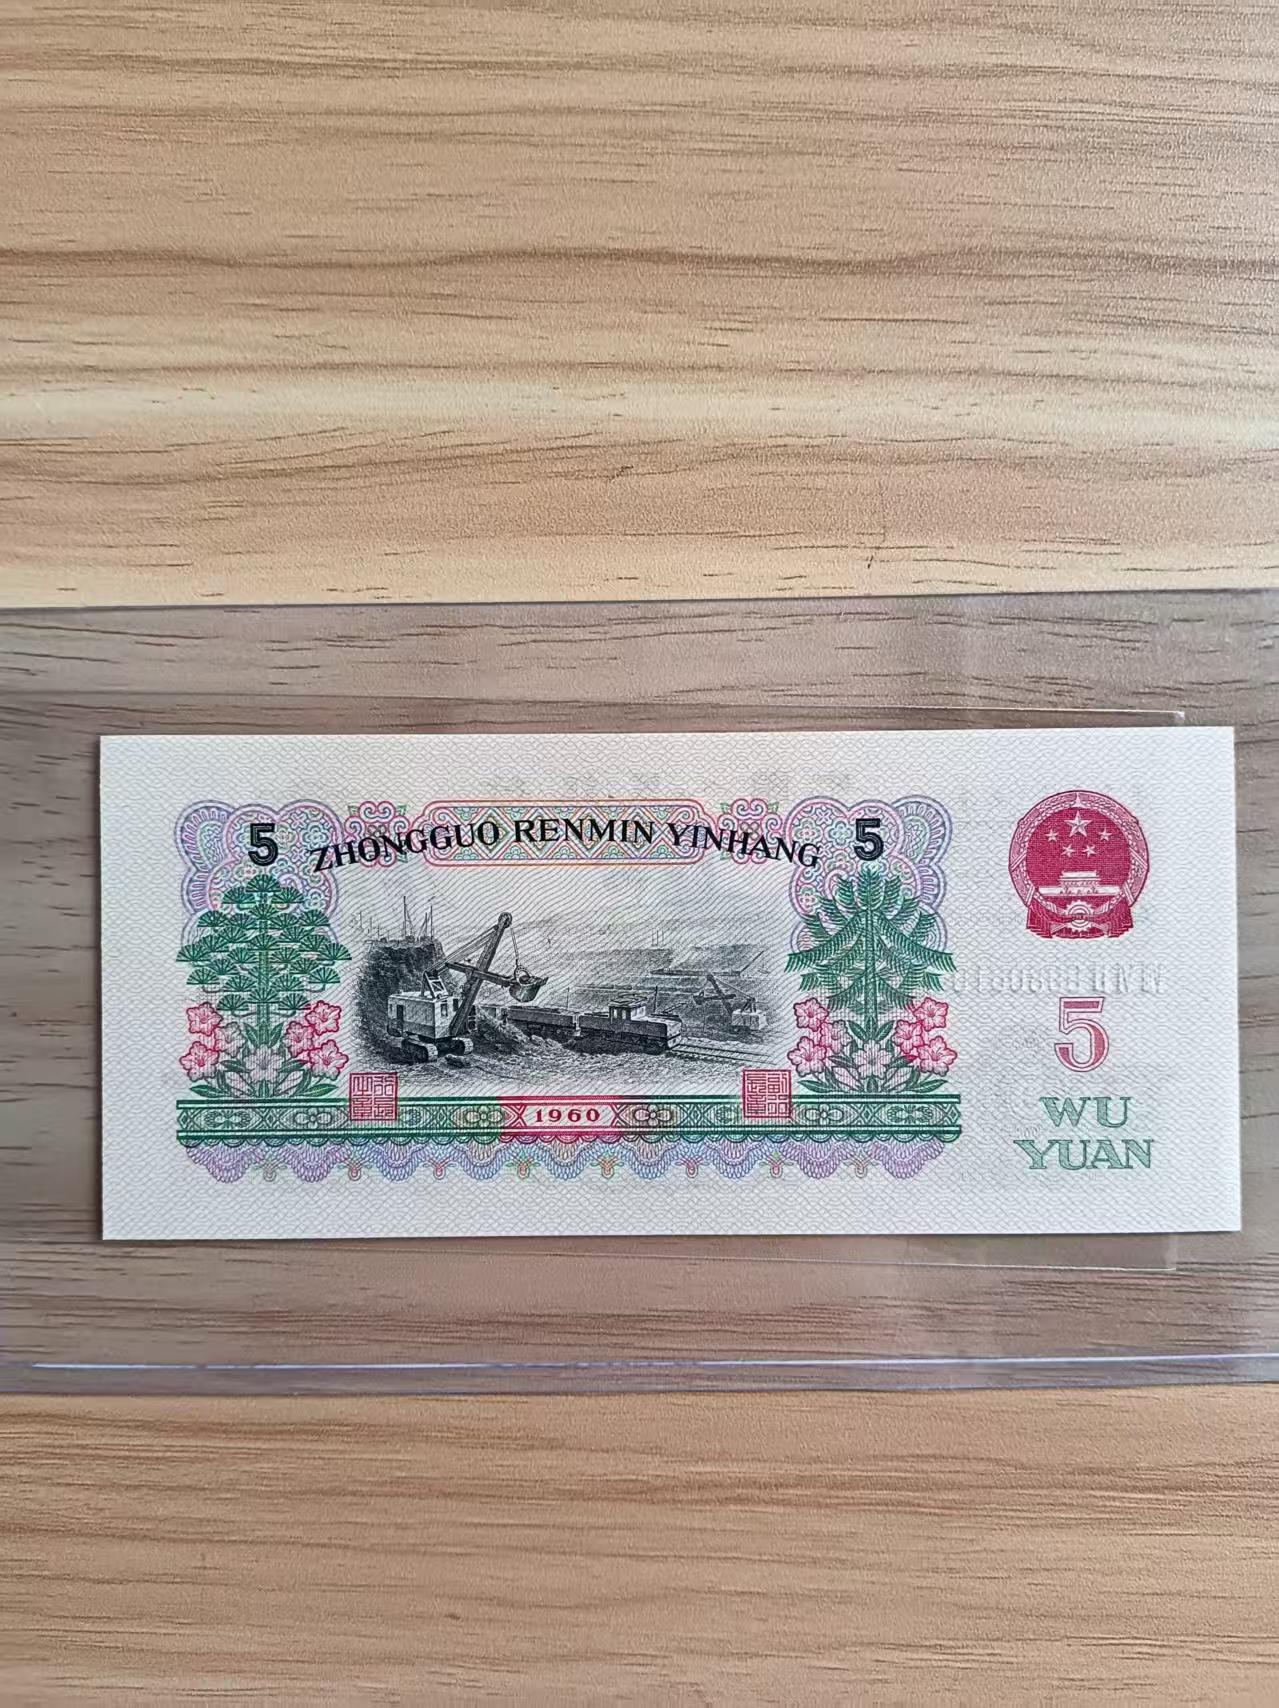 5 ZHONGGUO RENMIN YINHANG 5
5
WU
YUAN
1960